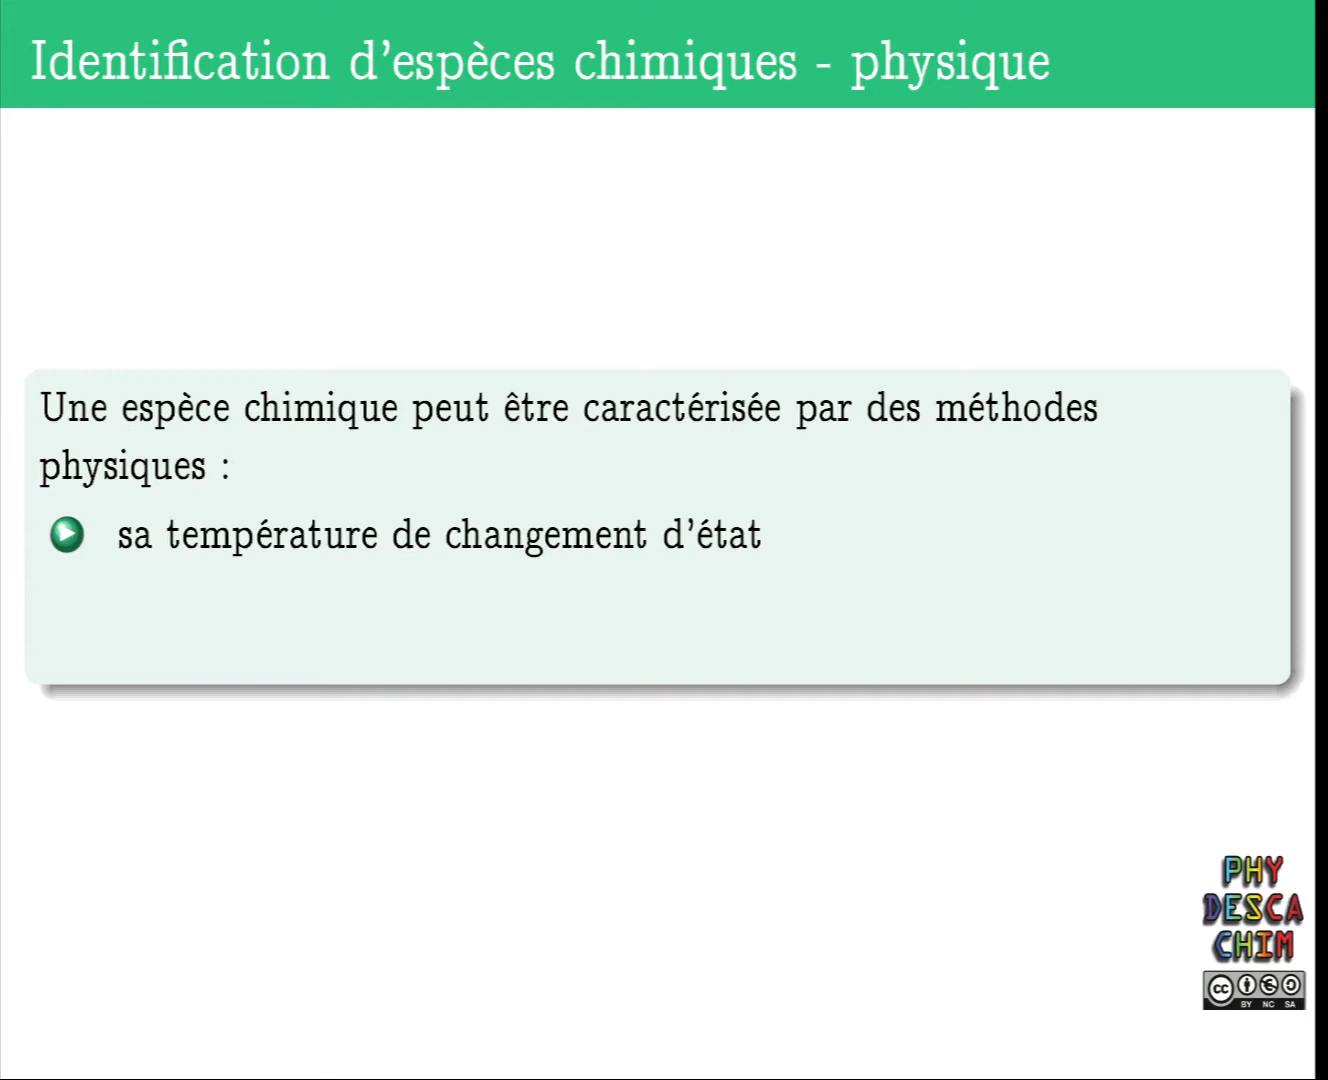 Identification d'espèces chimiques - physique
Une espèce chimique peut être caractérisée par des méthodes
physiques :
sa température de changement d'état
PHY
DESCA
CHIM
cc
BY NC SA